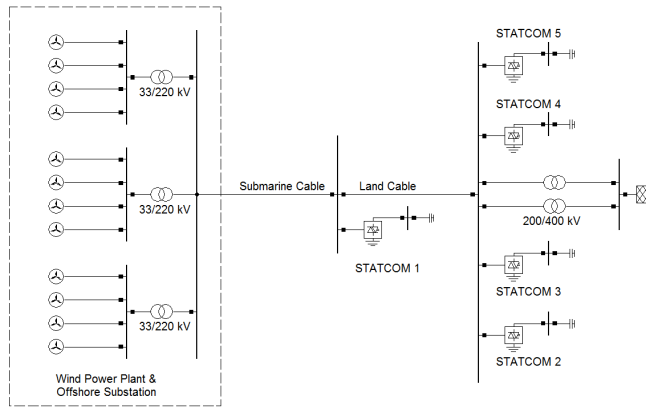 STATCOM 5
33/220 kV
STATCOM 4
Submarine Cable
Land Cable
33/220 kV
200/400 kV
STATCOM 1
STATCOM 3
33/220 kV
STATCOM 2
Wind Power Plant &
Offshore Substation